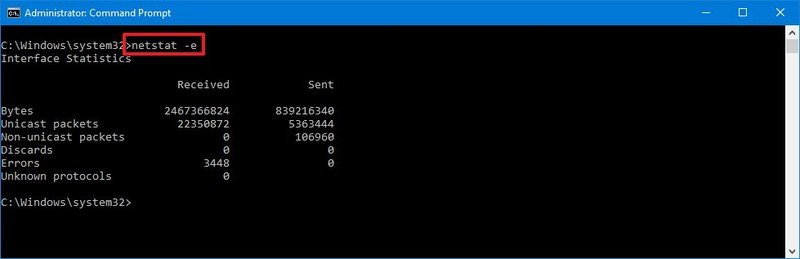 Administrator: Command Prompt
C:\Windows\system32>netstat -e
Interface Statistics
Received Sent
Bytes 2467366824 839216340
Unicast packets 22350872 5363444
Non-unicast packets 0 106960
Discards 0 0
Errors 3448 0
Unknown protocols 0
C:\Windows\system32>